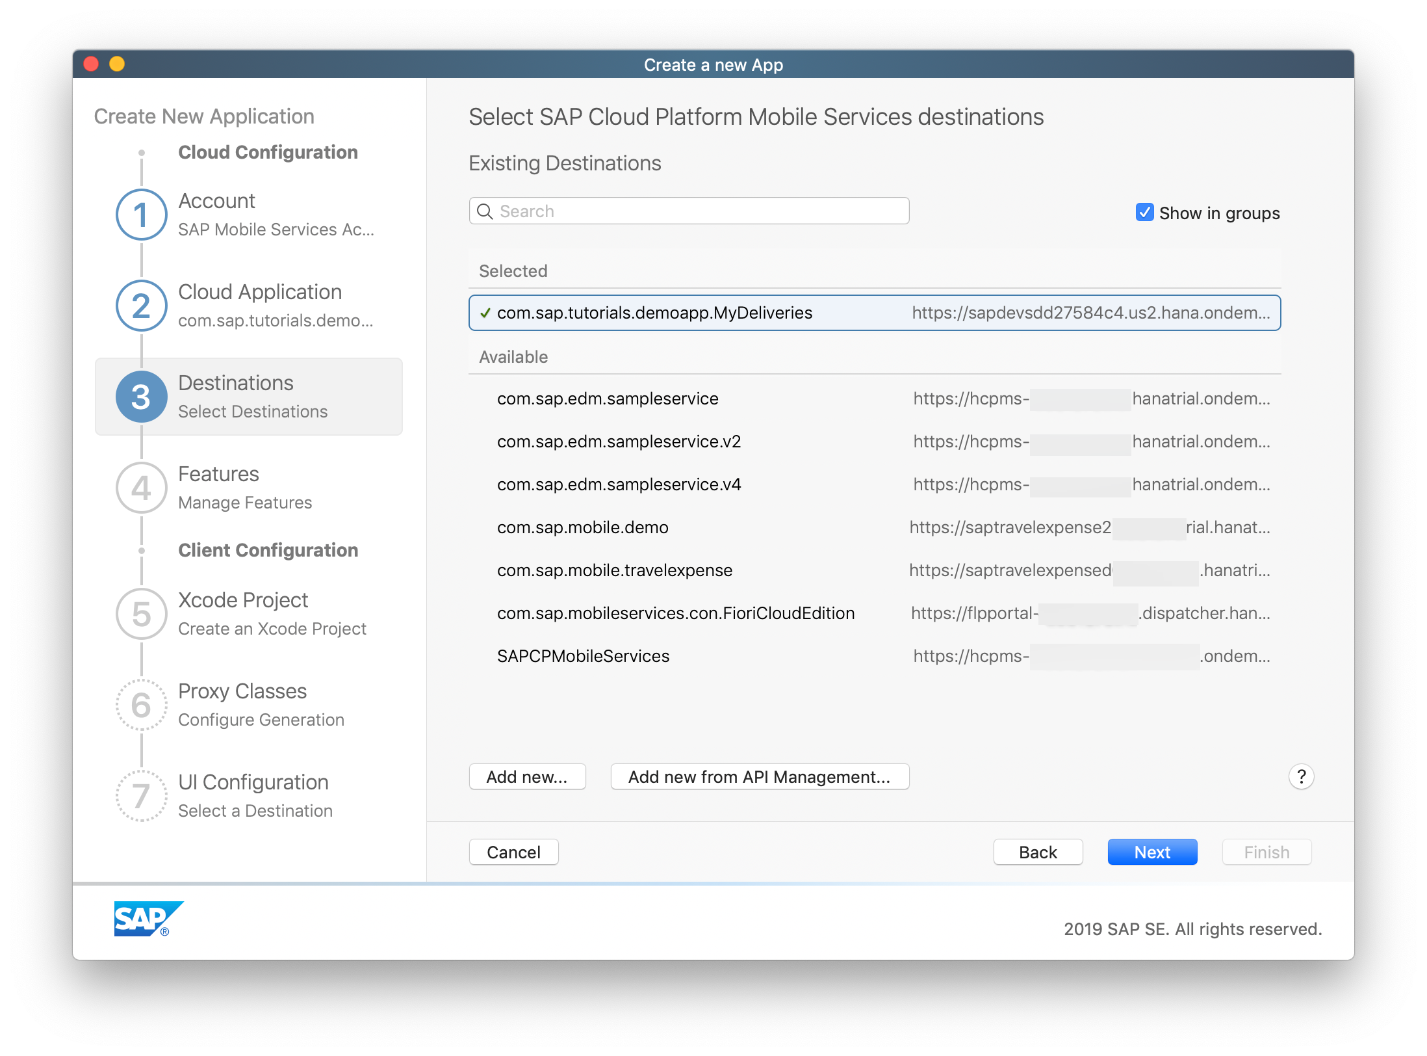 Create a new App
Create New Application
Cloud Configuration
1
Account
SAP Mobile Services Ac...
2
Cloud Application
com.sap.tutorials.demo...
3
Destinations
Select Destinations
4
Features
Manage Features
Client Configuration
5
Xcode Project
Create an Xcode Project
6
Proxy Classes
Configure Generation
7
UI Configuration
Select a Destination
Select SAP Cloud Platform Mobile Services destinations
Existing Destinations
Search
Show in groups
Selected
com.sap.tutorials.demoapp.MyDeliveries https://sapdevsdd27584c4.us2.hana.ondem...
Available
com.sap.edm.sampleservice https://hcpms- hanatrial.ondem...
com.sap.edm.sampleservice.v2 https://hcpms- hanatrial.ondem...
com.sap.edm.sampleservice.v4 https://hcpms- hanatrial.ondem...
com.sap.mobile.demo https://saptravelexpense2 rial.hanat...
com.sap.mobile.travelexpense https://saptravelexpensed .hanatri...
com.sap.mobileservices.con.FioriCloudEdition https://flpportal- .dispatcher.han...
SAPCPMobileServices https://hcpms- .ondem...
Add new... Add new from API Management... ?
Cancel Back Next Finish
SAP®
2019 SAP SE. All rights reserved.